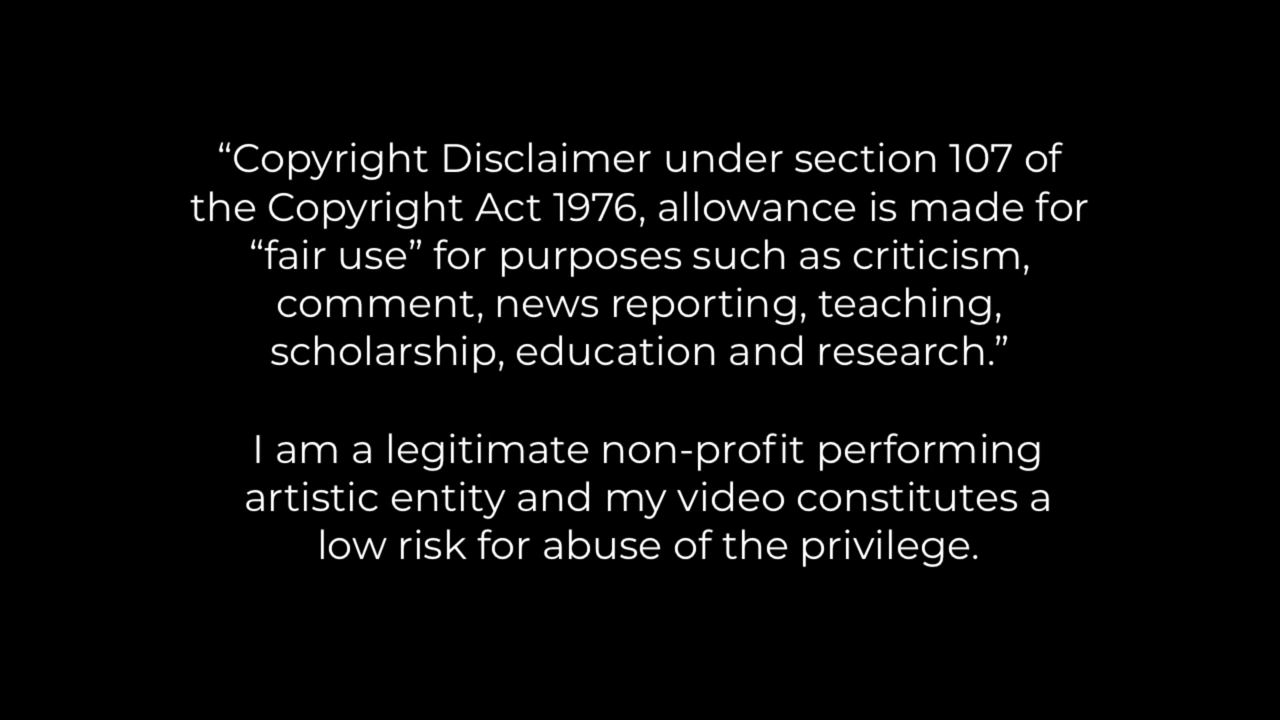 “Copyright Disclaimer under section 107 of
the Copyright Act 1976, allowance is made for
“fair use” for purposes such as criticism,
comment, news reporting, teaching,
scholarship, education and research.”
I am a legitimate non-profit performing
artistic entity and my video constitutes a
low risk for abuse of the privilege.